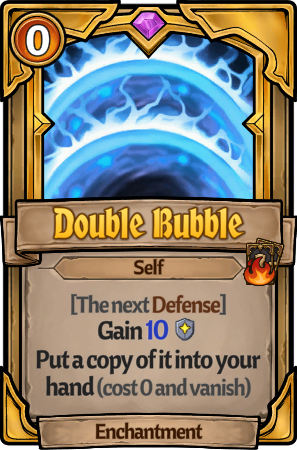 0
Double Bubble
Self
[The next Defense]
Gain 10
Put a copy of it into your
hand (cost 0 and vanish)
Enchantment